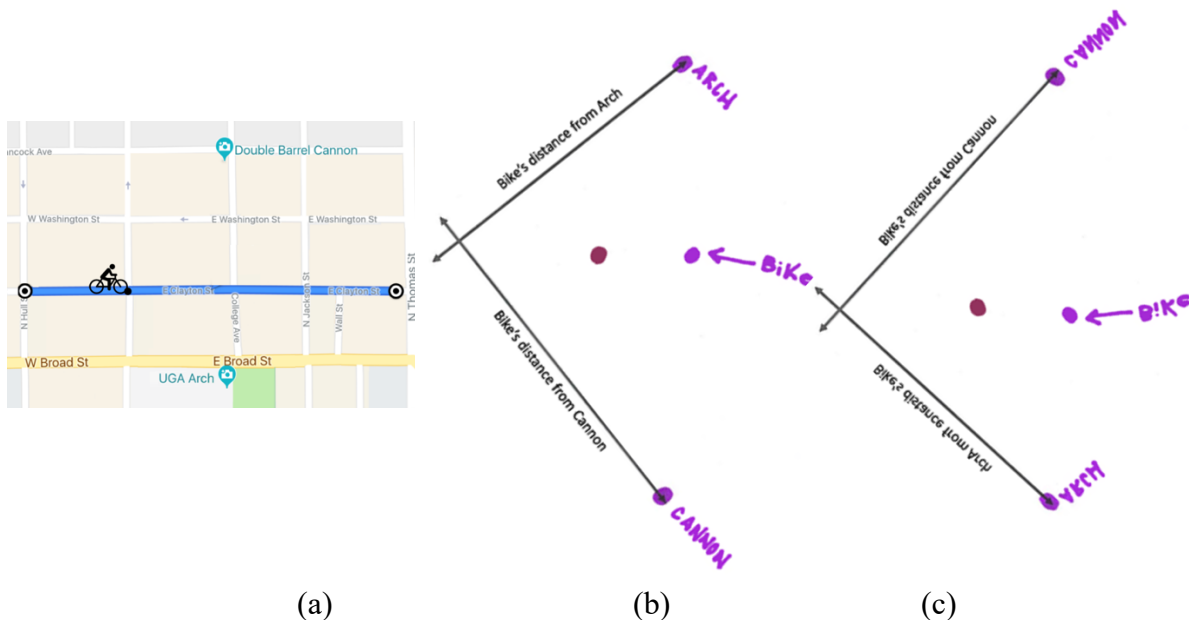 ancock Ave
Double Barrel Cannon
W Washington St
E Washington St
E Washington St
E Clayton St
E Clayton St
N Hull S
College Ave
N Jackson St
Wall St
N Thomas St
W Broad St
E Broad St
UGA Arch
ARCH
Bike's distance from Arch
BiKe
Bike's distance from Cannon
CANNON
CANNON
Bike's distance from Cannon
BiKe
Bike's distance from Arch
ARCH
(a)
(b)
(c)